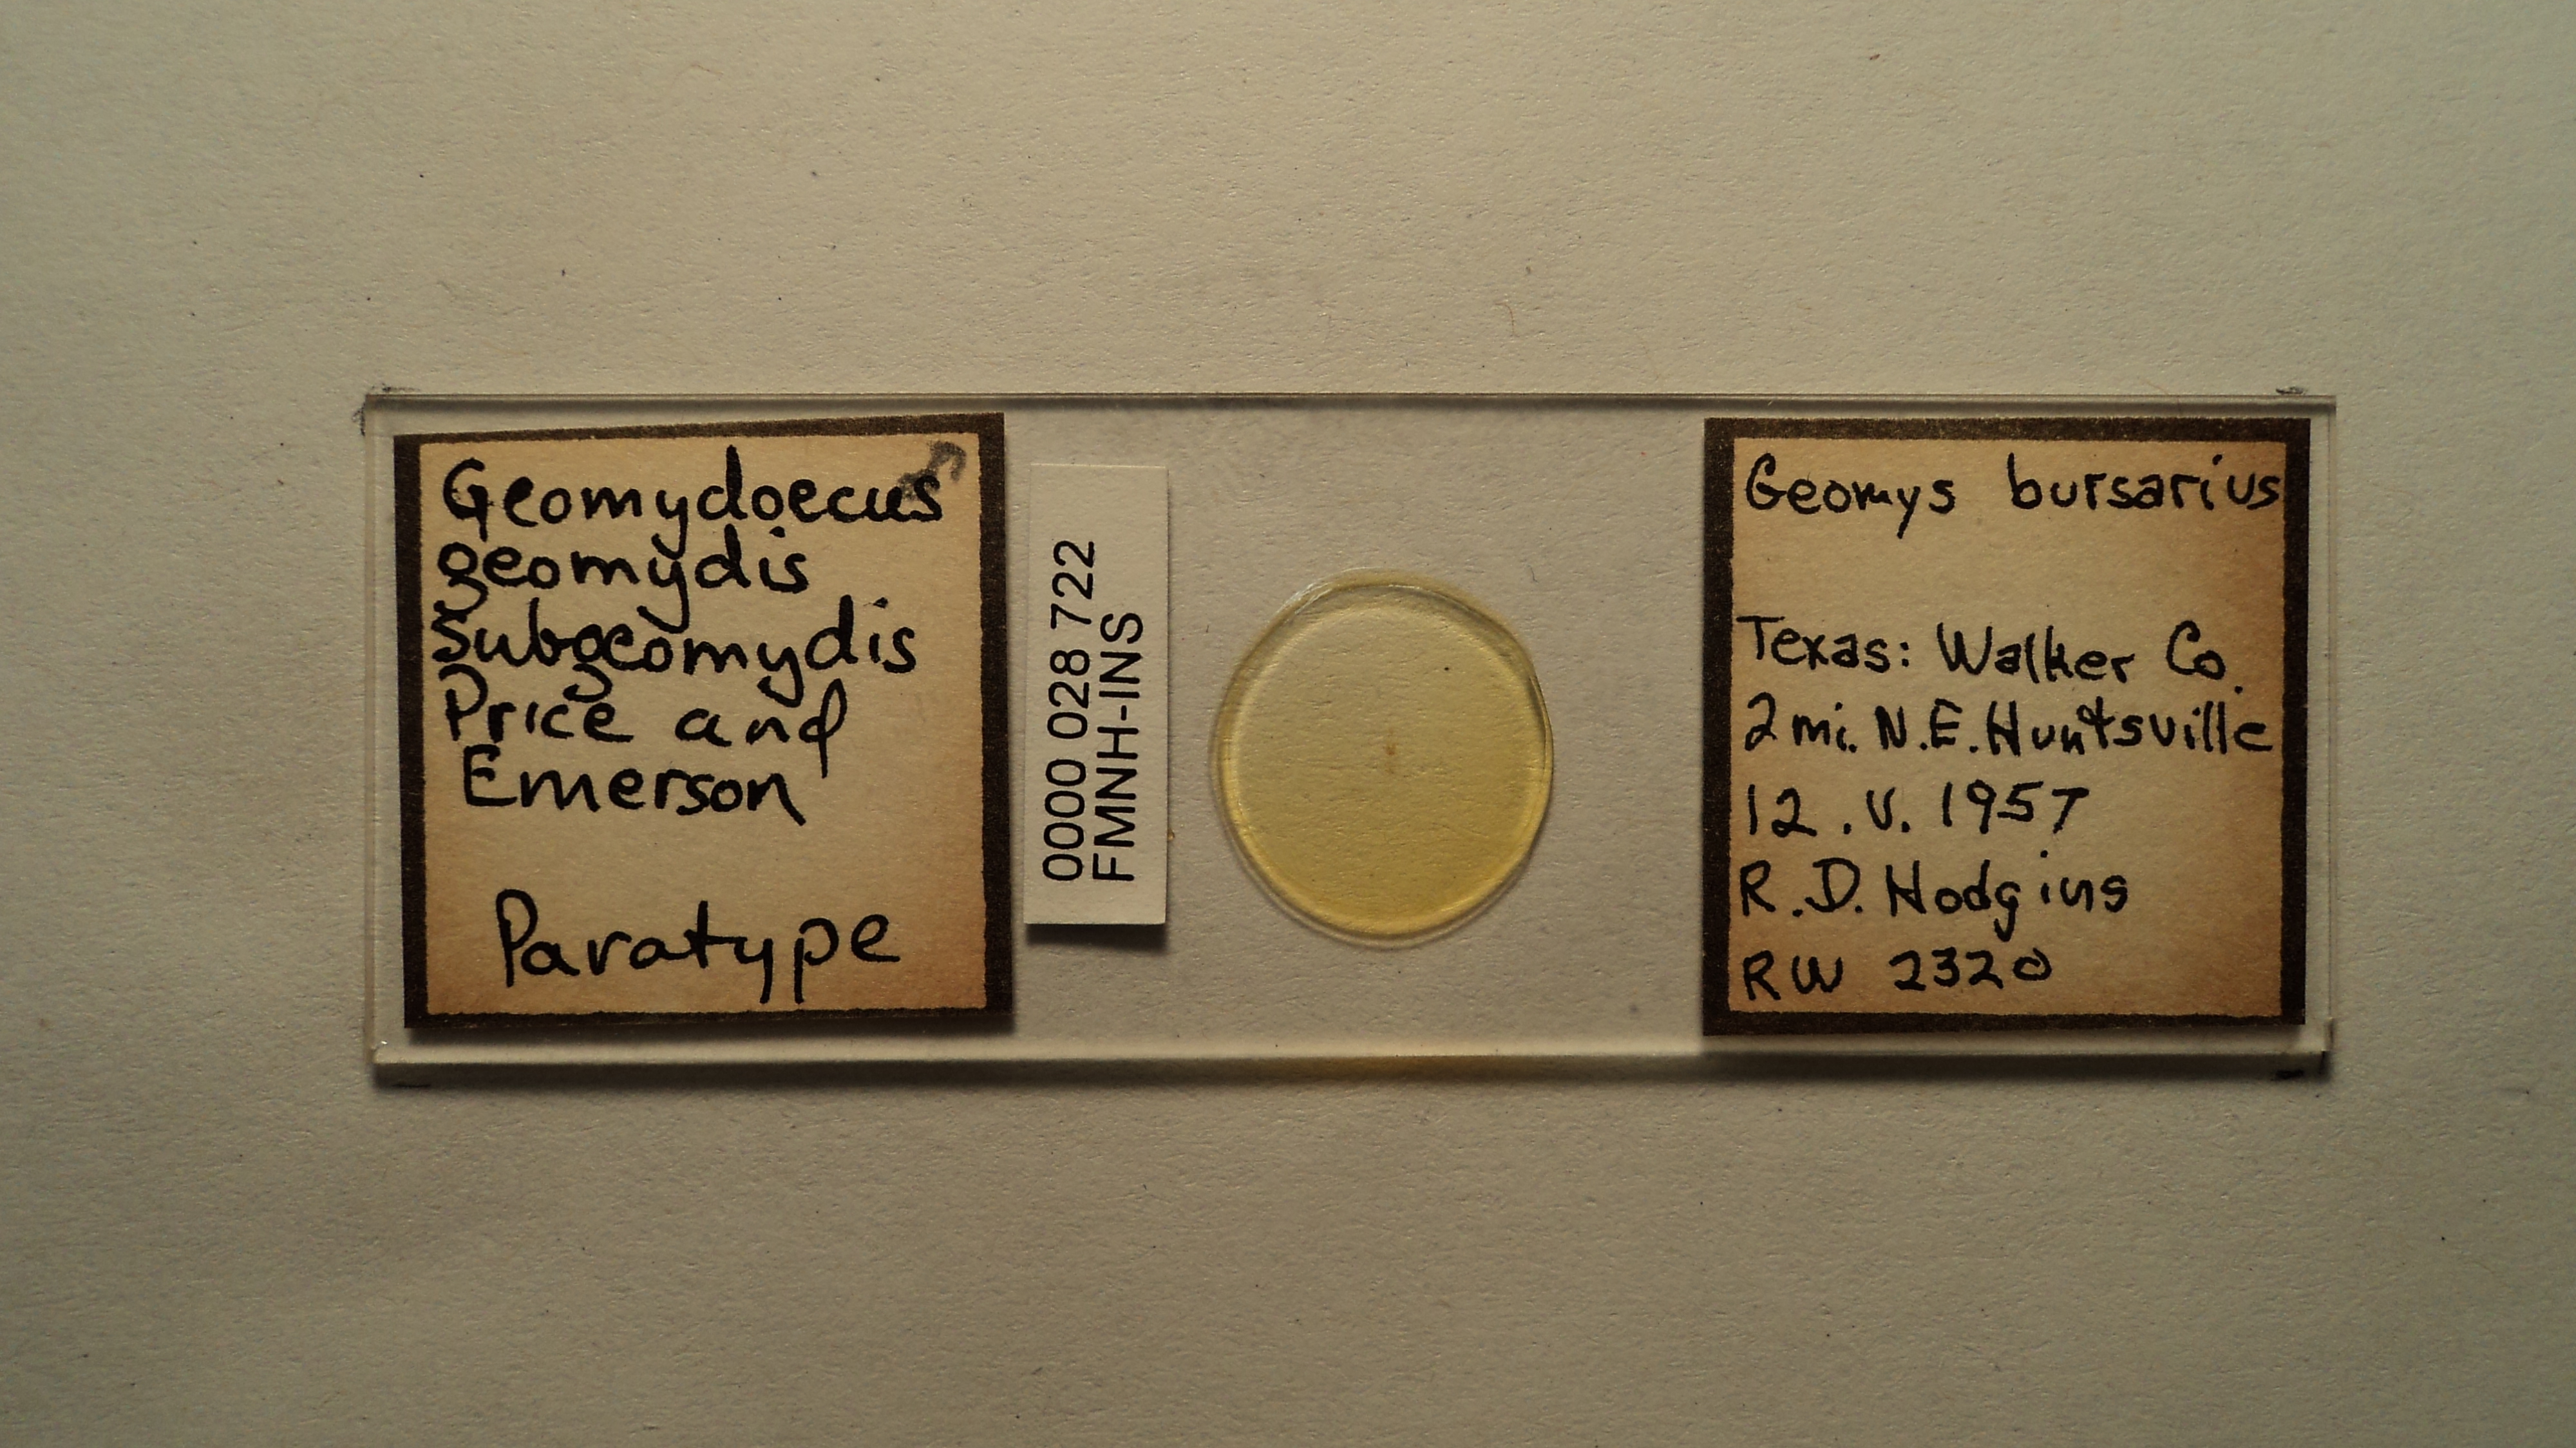 Geomydoecus ♂
geomydis
Subgeomydis
Price and
Emerson
Paratype
0000 028 722
FMNH-INS
Geomys bursarius
Texas: Walker Co.
2 mi. N.E. Huntsville
12. V. 1957
R.D. Hodgins
RW 2320